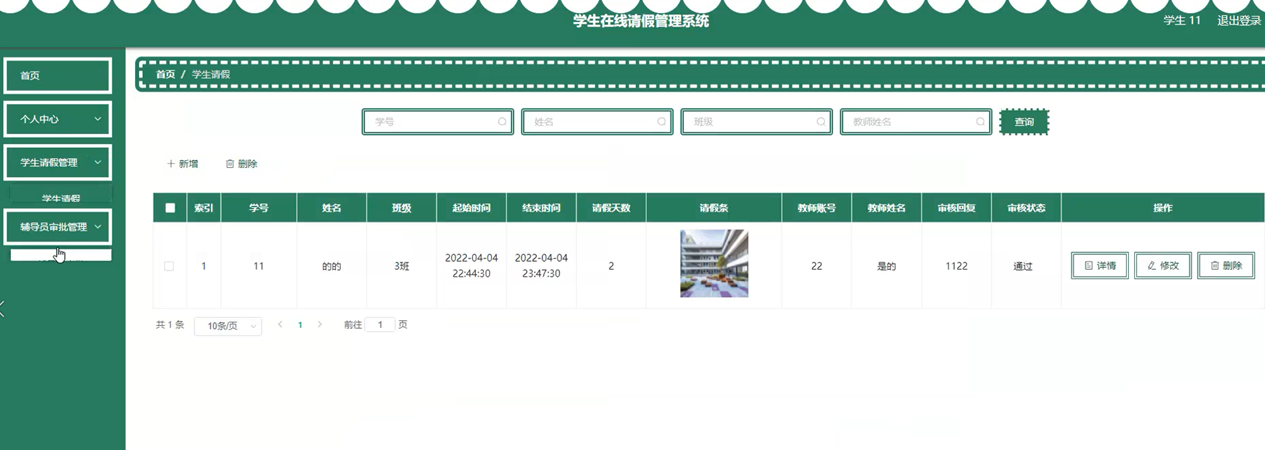 学生在线请假管理系统
学生 11 退出登录
首页
个人中心
学生请假管理
学生请假
辅导员审批管理
首页 / 学生请假
学号 姓名 班级 教师姓名 查询
新增 删除
索引 学号 姓名 班级 起始时间 结束时间 请假天数 请假条 教师账号 教师姓名 审核回复 审核状态 操作
1 11 的的 3班 2022-04-04 22:44:30 2022-04-04 23:47:30 2 22 是的 1122 通过 详情 修改 删除
共 1 条 10条/页 1 前往 1 页